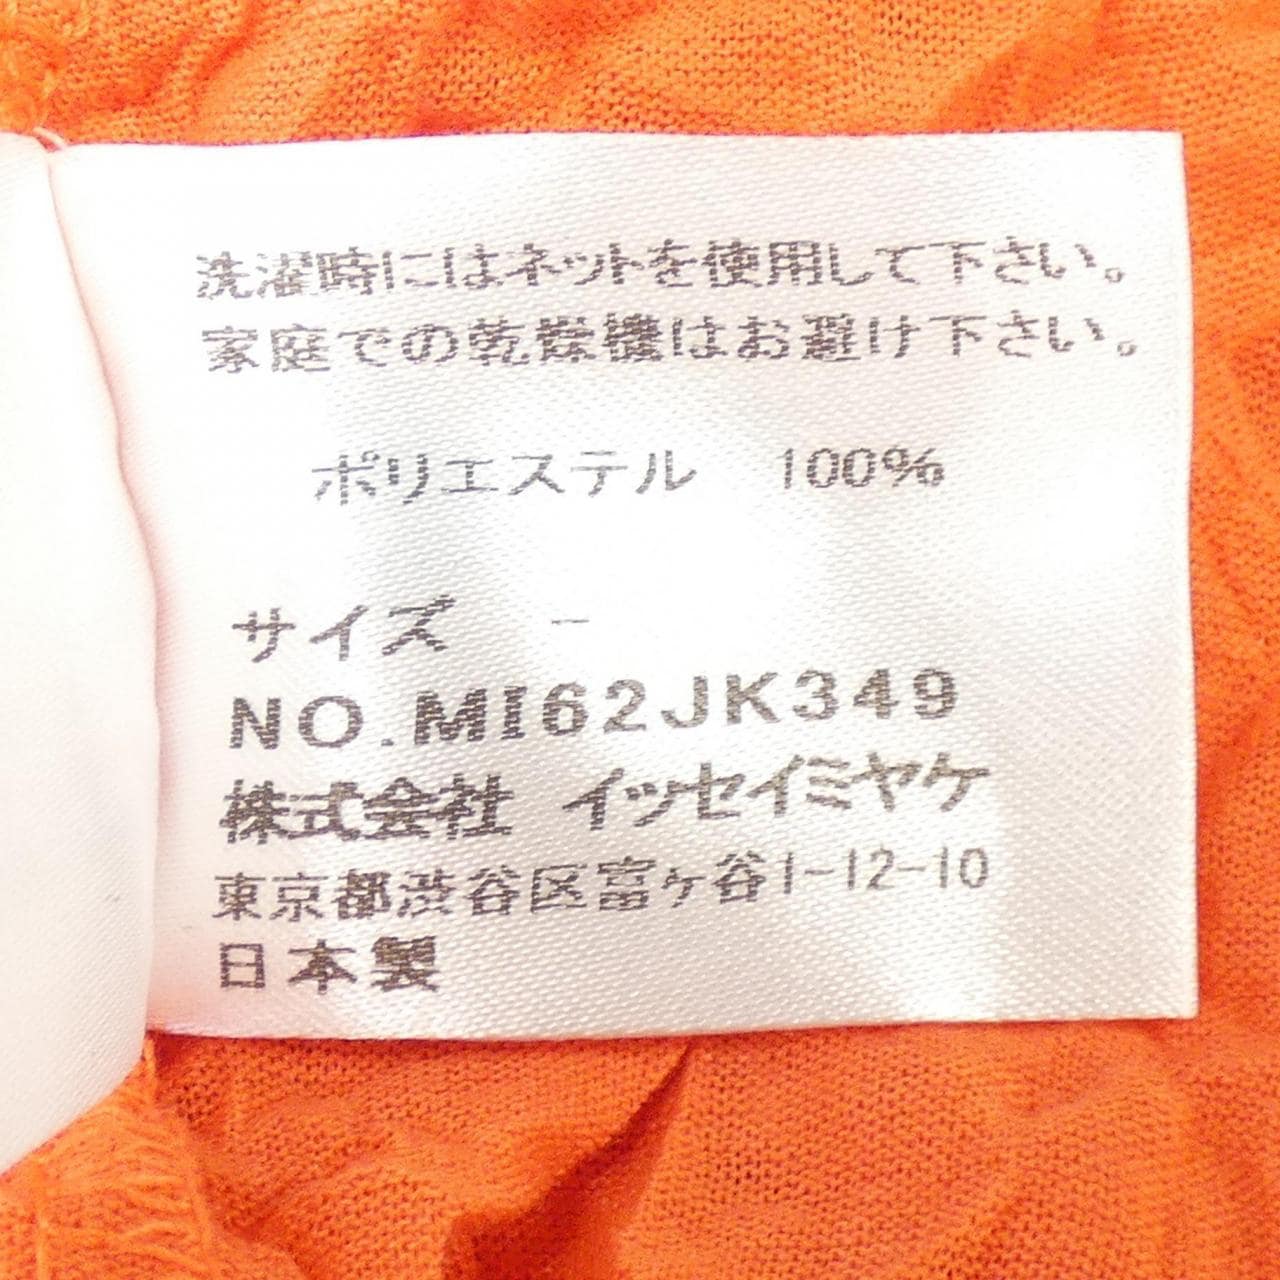 洗濯時にはネットを使用して下さい。
家庭での乾燥機はお避け下さい。
ポリエステル 100%
サイズ -
NO.MI62JK349
株式会社 イッセイミヤケ
東京都渋谷区富ヶ谷1-12-10
日本製